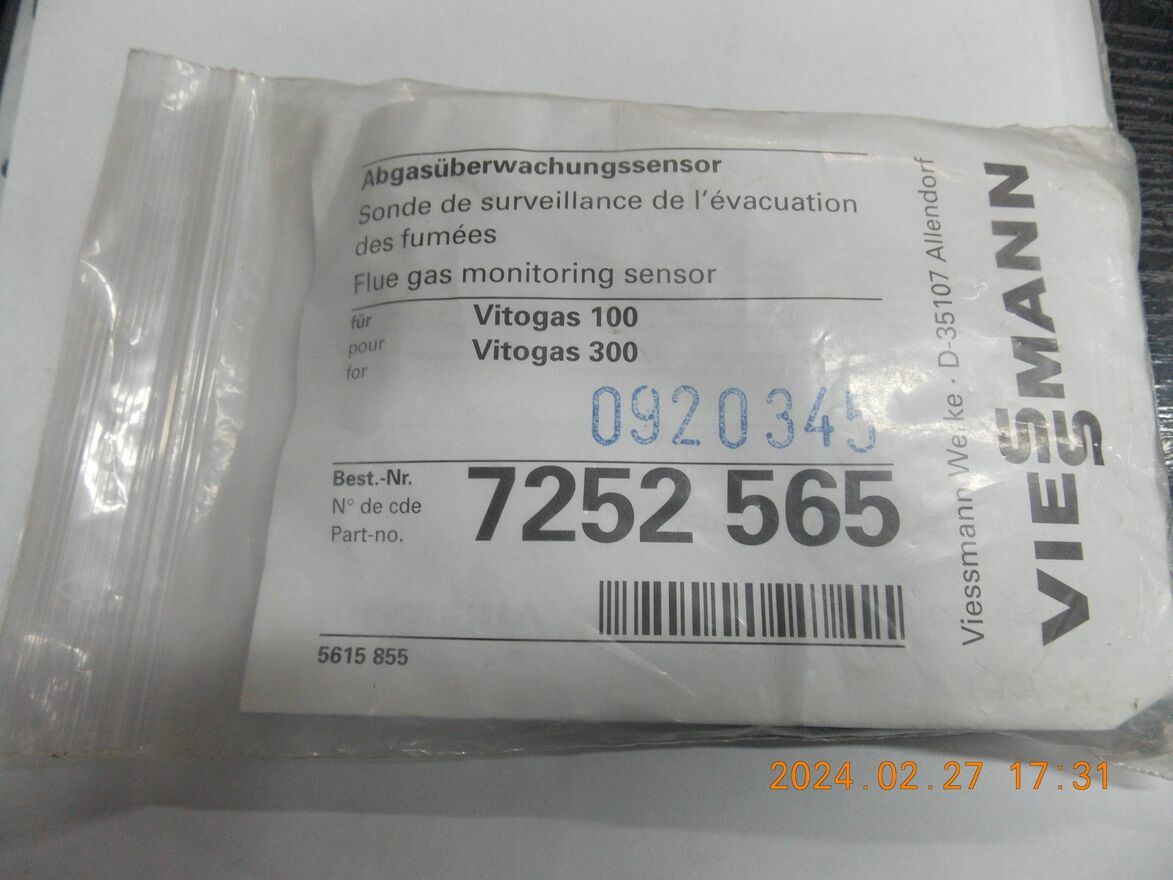 Abgasüberwachungssensor
Sonde de surveillance de l'évacuation
des fumées
Flue gas monitoring sensor
für
pour
for
Vitogas 100
Vitogas 300
0920345
Best.-Nr.
N° de cde
Part-no.
7252 565
5615 855
Viessmann Werke · D-35107 Allendorf
VIESSMANN
2024.02.27 17:31